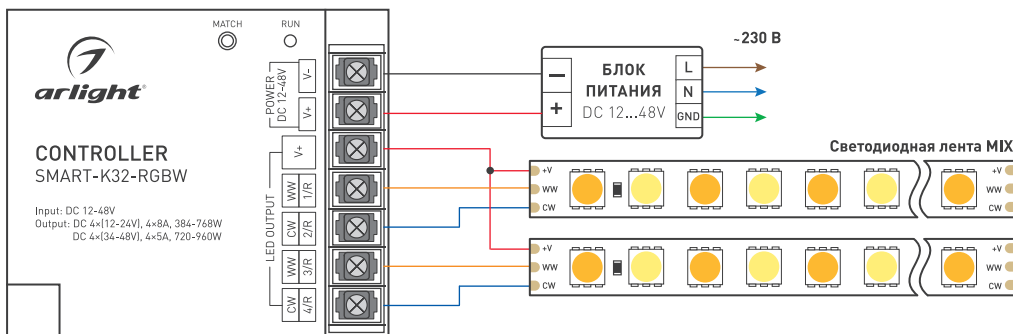 MATCH
RUN
arlight®
CONTROLLER
SMART-K32-RGBW
Input: DC 12-48V
Output: DC 4×(12-24V), 4×8A, 384-768W
DC 4×(34-48V), 4×5A, 720-960W
POWER
DC 12-48V
V-
V+
LED OUTPUT
V+
WW 1/R
CW 2/R
WW 3/R
CW 4/R
БЛОК
ПИТАНИЯ
DC 12...48V
−
+
L
N
GND
~230 В
Светодиодная лента MIX
+V
WW
CW
+V
WW
CW
+V
WW
CW
+V
WW
CW